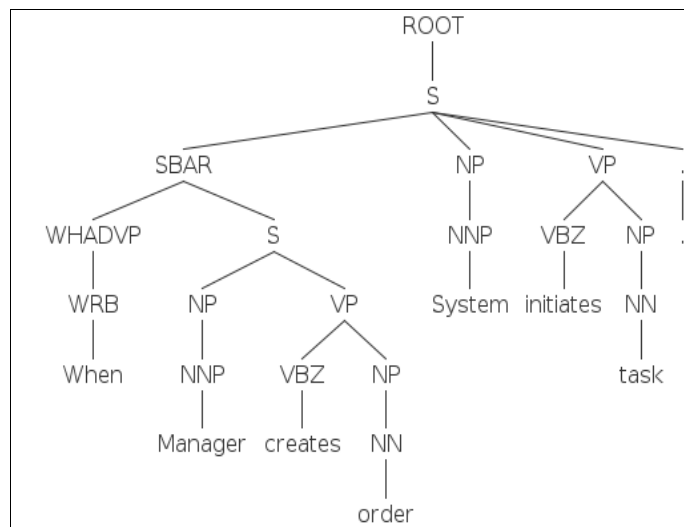 ROOT
S
SBAR NP VP .
WHADVP S NNP VBZ NP .
WRB NP VP System initiates NN
When NNP VBZ NP task
Manager creates NN
order